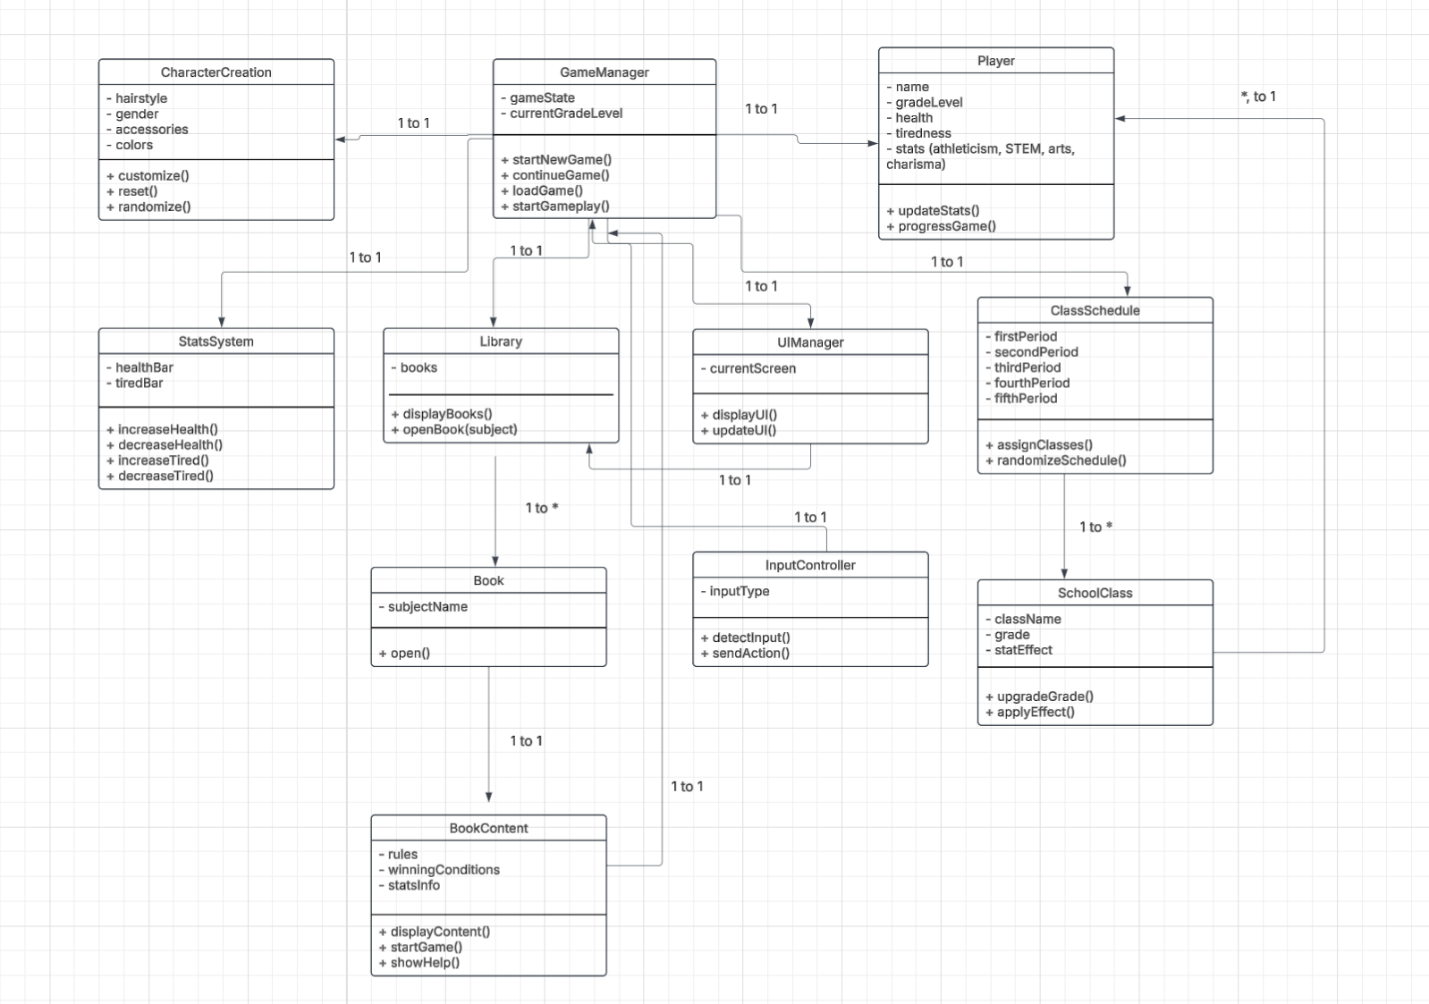 CharacterCreation
- hairstyle
- gender
- accessories
- colors
+ customize()
+ reset()
+ randomize()
1 to 1
GameManager
- gameState
- currentGradeLevel
+ startNewGame()
+ continueGame()
+ loadGame()
+ startGameplay()
1 to 1
Player
- name
- gradeLevel
- health
- tiredness
- stats (athleticism, STEM, arts,
charisma)
+ updateStats()
+ progressGame()
*, to 1
1 to 1
1 to 1
1 to 1
1 to 1
StatsSystem
- healthBar
- tiredBar
+ increaseHealth()
+ decreaseHealth()
+ increaseTired()
+ decreaseTired()
Library
- books
+ displayBooks()
+ openBook(subject)
UIManager
- currentScreen
+ displayUI()
+ updateUI()
ClassSchedule
- firstPeriod
- secondPeriod
- thirdPeriod
- fourthPeriod
- fifthPeriod
+ assignClasses()
+ randomizeSchedule()
1 to 1
1 to *
1 to 1
1 to *
Book
- subjectName
+ open()
InputController
- inputType
+ detectInput()
+ sendAction()
SchoolClass
- className
- grade
- statEffect
+ upgradeGrade()
+ applyEffect()
1 to 1
1 to 1
BookContent
- rules
- winningConditions
- statsInfo
+ displayContent()
+ startGame()
+ showHelp()